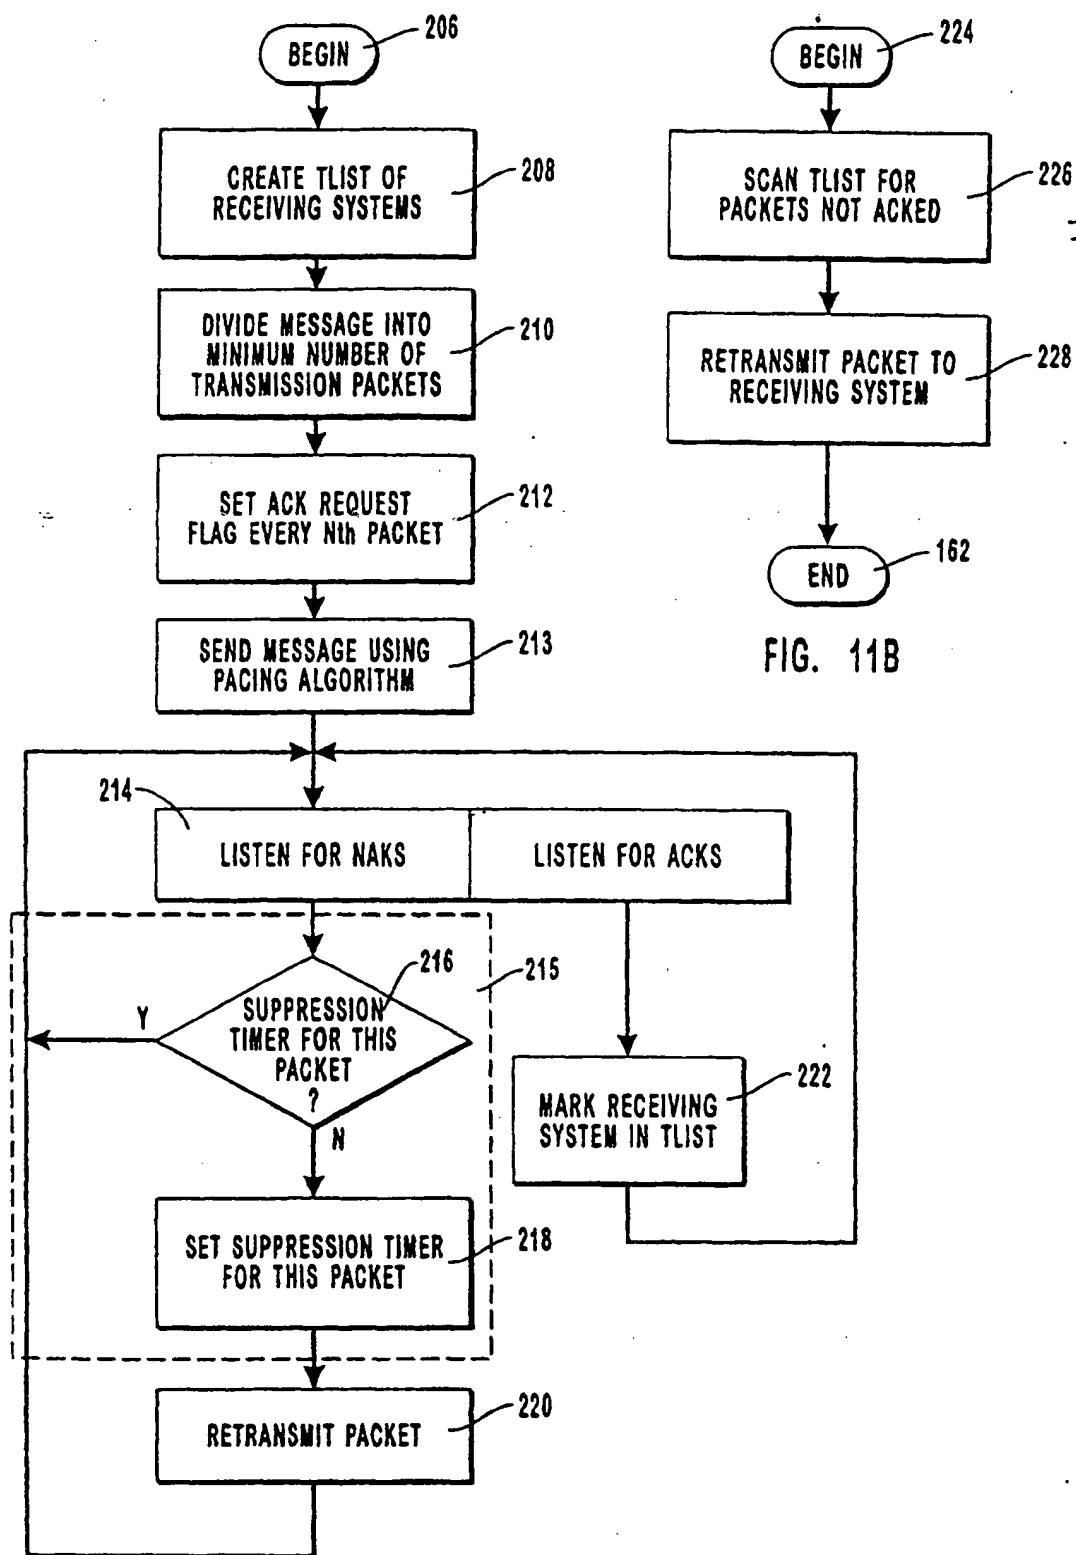 BEGIN
206
CREATE TLIST OF
RECEIVING SYSTEMS
208
DIVIDE MESSAGE INTO
MINIMUM NUMBER OF
TRANSMISSION PACKETS
210
SET ACK REQUEST
FLAG EVERY Nth PACKET
212
SEND MESSAGE USING
PACING ALGORITHM
213
214
LISTEN FOR NAKS
LISTEN FOR ACKS
215
216
SUPPRESSION
TIMER FOR THIS
PACKET
?
Y
N
SET SUPPRESSION TIMER
FOR THIS PACKET
218
RETRANSMIT PACKET
220
MARK RECEIVING
SYSTEM IN TLIST
222
BEGIN
224
SCAN TLIST FOR
PACKETS NOT ACKED
226
RETRANSMIT PACKET TO
RECEIVING SYSTEM
228
END
162
FIG. 11B